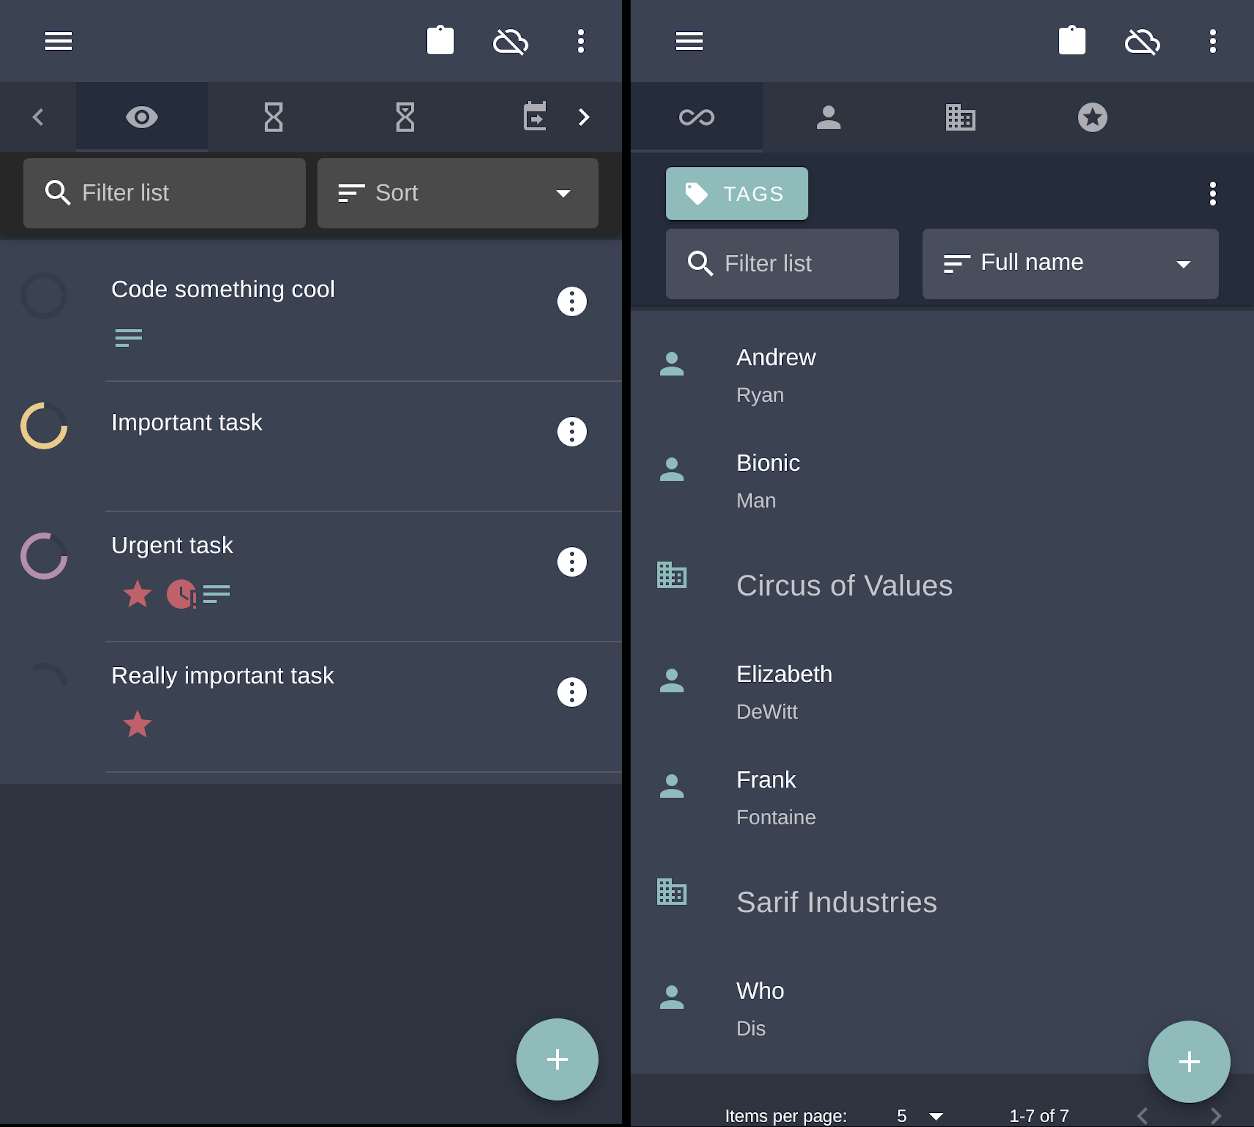 Filter list
Sort
Code something cool
Important task
Urgent task
Really important task
TAGS
Filter list
Full name
Andrew
Ryan
Bionic
Man
Circus of Values
Elizabeth
DeWitt
Frank
Fontaine
Sarif Industries
Who
Dis
Items per page: 5 1-7 of 7